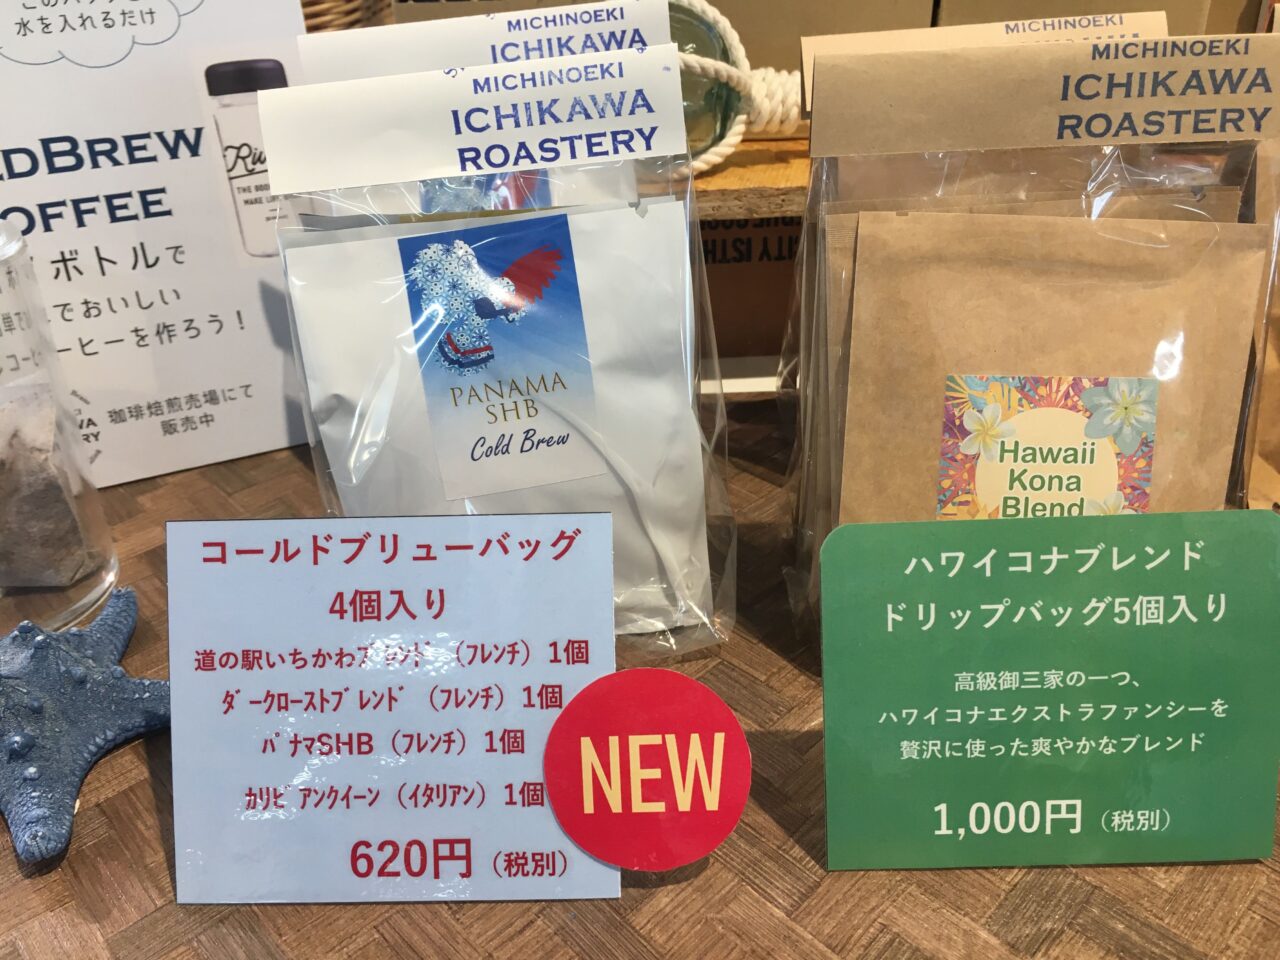 水を入れるだけ
BREW
OFFEE
ボトルで
でおいしい
ーヒーを作ろう!
珈琲焙煎売場にて
販売中
MICHINOEKI
ICHIKAWA
MICHINOEKI
ICHIKAWA
ROASTERY
PANAMA
SHB
Cold Brew
コールドブリューバッグ
4個入り
道の駅いちかわブレンド(フレンチ)1個
ダークローストブレンド(フレンチ)1個
パナマSHB(フレンチ)1個
カリビアンクイーン(イタリアン)1個
620円(税別)
NEW
MICHINOEKI
MICHINOEKI
ICHIKAWA
ROASTERY
Hawaii
Kona
Blend
ハワイコナブレンド
ドリップバッグ5個入り
高級御三家の一つ、
ハワイコナエクストラファンシーを
贅沢に使った爽やかなブレンド
1,000円(税別)